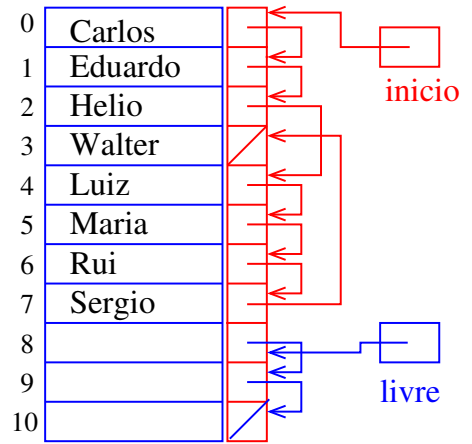 0 Carlos
1 Eduardo
inicio
2 Helio
3 Walter
4 Luiz
5 Maria
6 Rui
7 Sergio
8
9
livre
10